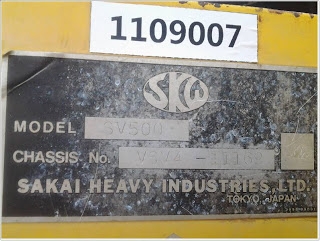 1109007
SKW
MODEL SV500
CHASSIS No.
SAKAI HEAVY INDUSTRIES, LTD.
TOKYO, JAPAN